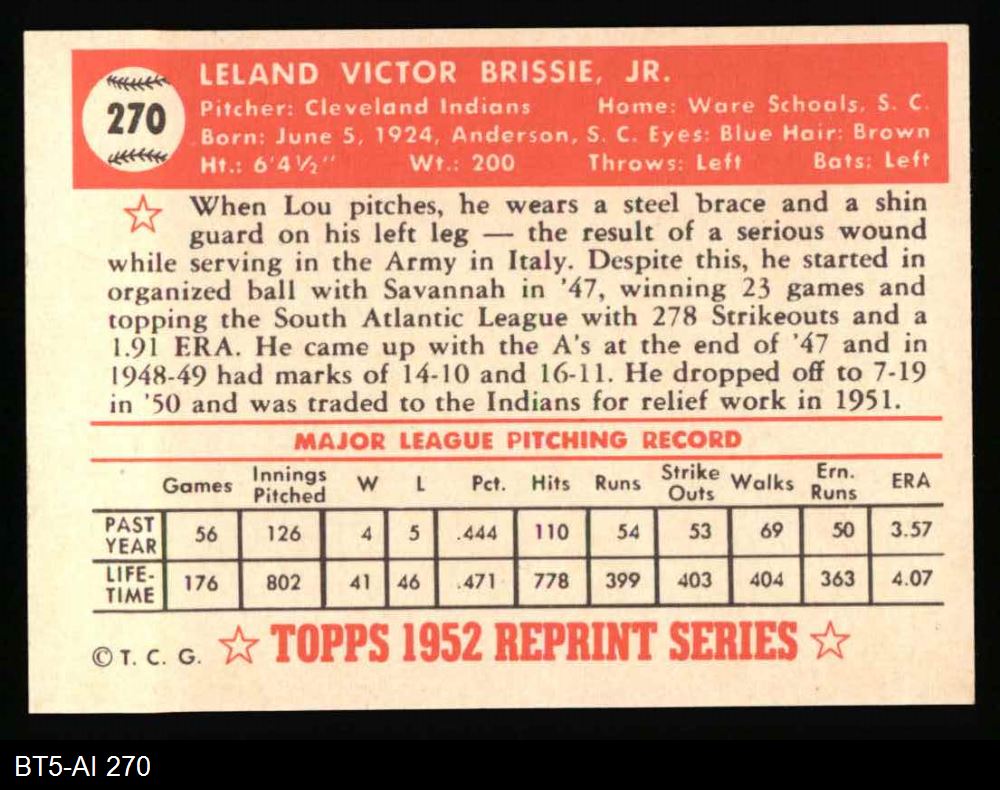 270
LELAND VICTOR BRISSIE, JR.
Pitcher: Cleveland Indians Home: Ware Schoals, S. C.
Born: June 5, 1924, Anderson, S. C. Eyes: Blue Hair: Brown
Ht.: 6'4½" Wt.: 200 Throws: Left Bats: Left
☆ When Lou pitches, he wears a steel brace and a shin
guard on his left leg — the result of a serious wound
while serving in the Army in Italy. Despite this, he started in
organized ball with Savannah in '47, winning 23 games and
topping the South Atlantic League with 278 Strikeouts and a
1.91 ERA. He came up with the A's at the end of '47 and in
1948-49 had marks of 14-10 and 16-11. He dropped off to 7-19
in '50 and was traded to the Indians for relief work in 1951.
MAJOR LEAGUE PITCHING RECORD
Games Innings Pitched W L Pct. Hits Runs Strike Outs Walks Ern. Runs ERA
PAST YEAR 56 126 4 5 .444 110 54 53 69 50 3.57
LIFE-TIME 176 802 41 46 .471 778 399 403 404 363 4.07
© T. C. G. ☆ TOPPS 1952 REPRINT SERIES ☆
BT5-AI 270